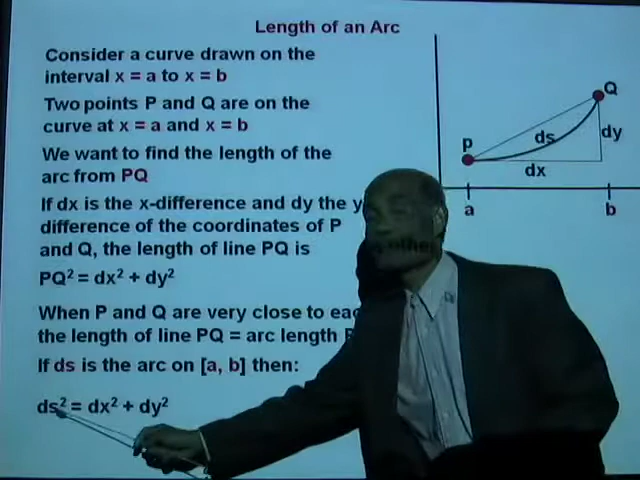 Length of an Arc
Consider a curve drawn on the
interval x = a to x = b
Two points P and Q are on the
curve at x = a and x = b
We want to find the length of the
arc from PQ
If dx is the x-difference and dy the y
difference of the coordinates of P
and Q, the length of line PQ is
PQ² = dx² + dy²
When P and Q are very close to eac
other
the length of line PQ = arc length P
If ds is the arc on [a, b] then:
ds² = dx² + dy²
Q
P
ds
dy
dx
a
b